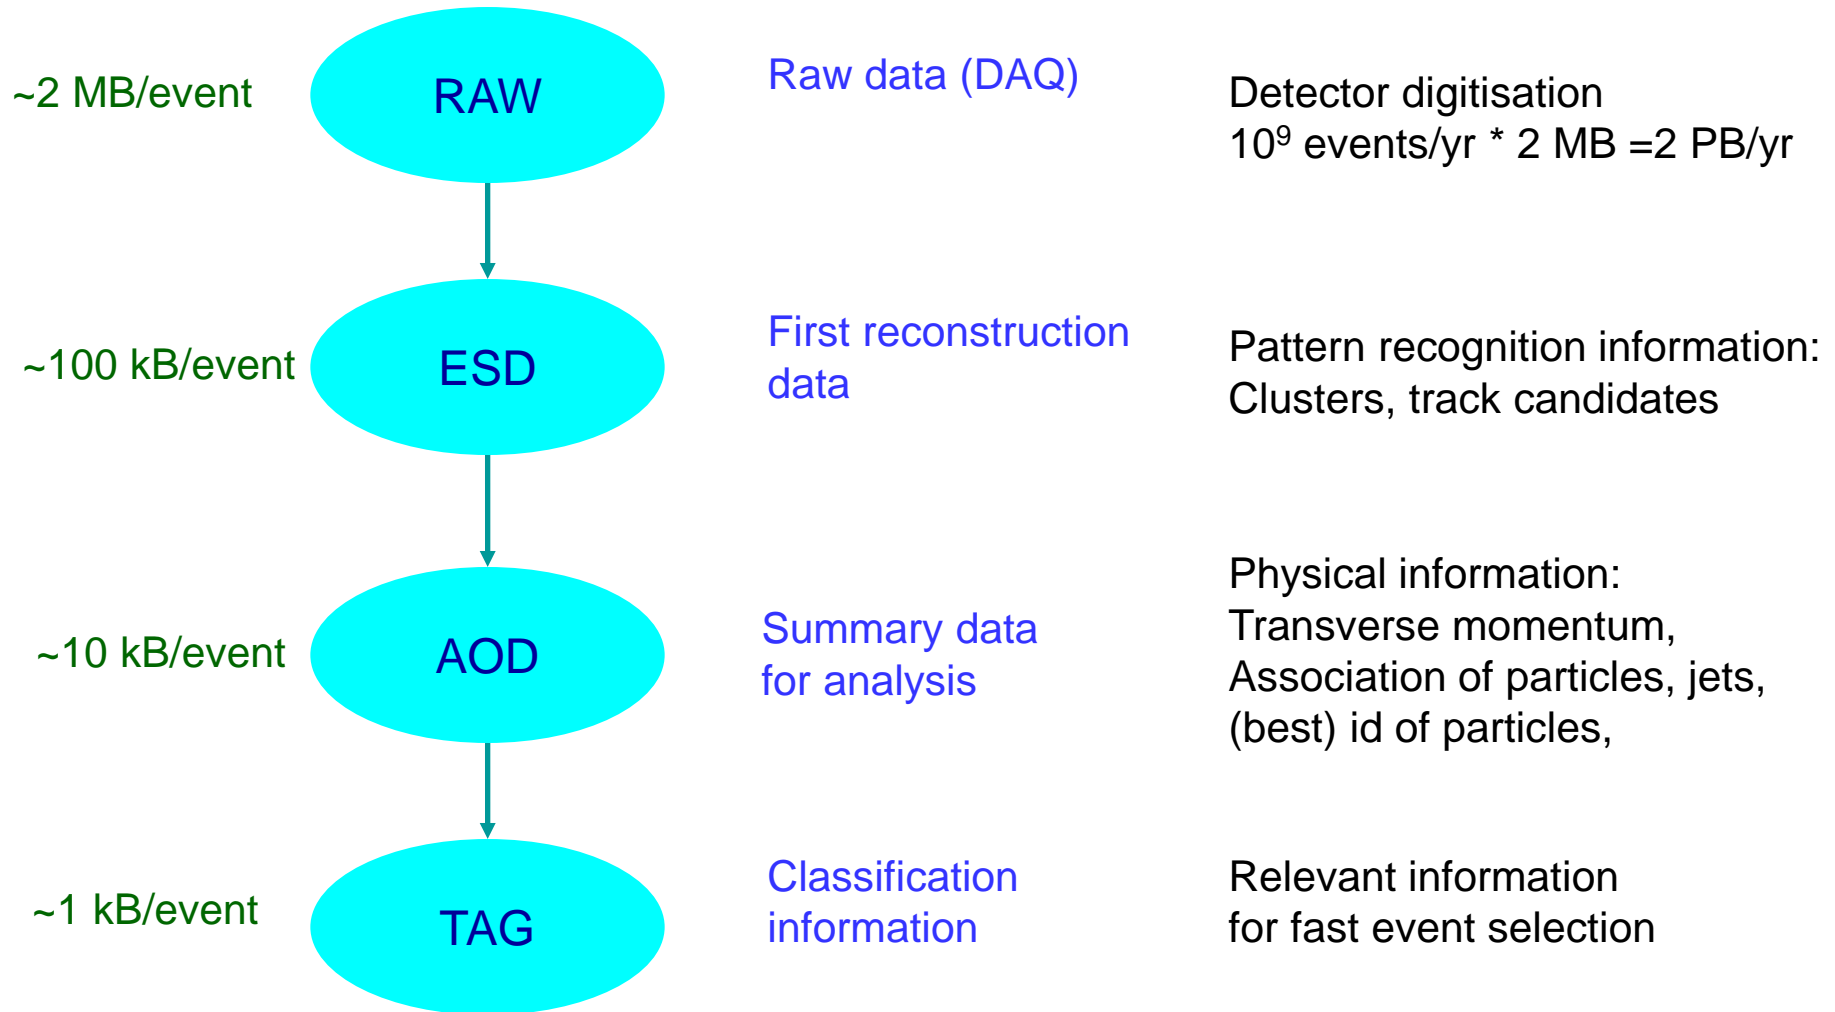 ~2 MB/event
RAW
Raw data (DAQ)
Detector digitisation
10⁹ events/yr * 2 MB =2 PB/yr
~100 kB/event
ESD
First reconstruction
data
Pattern recognition information:
Clusters, track candidates
~10 kB/event
AOD
Summary data
for analysis
Physical information:
Transverse momentum,
Association of particles, jets,
(best) id of particles,
~1 kB/event
TAG
Classification
information
Relevant information
for fast event selection